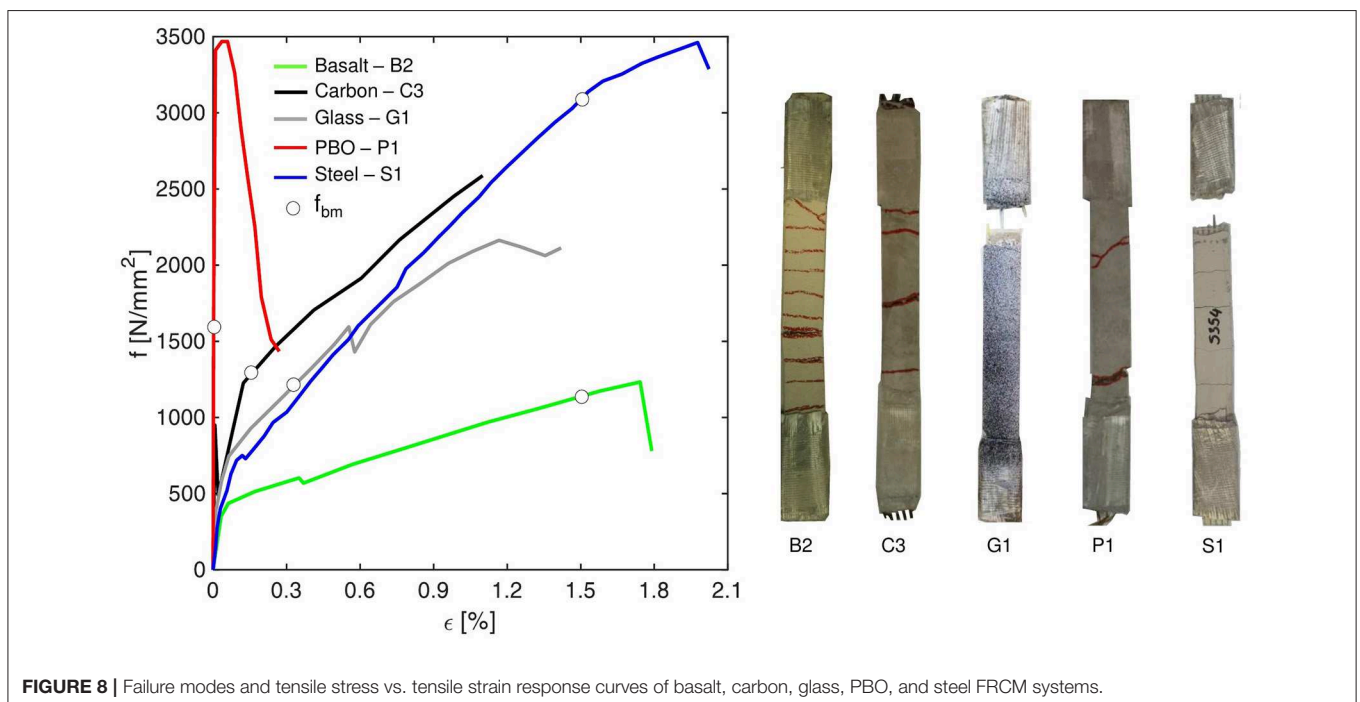 f [N/mm²]
3500
3000
2500
2000
1500
1000
500
0
Basalt – B2
Carbon – C3
Glass – G1
PBO – P1
Steel – S1
f_bm
0 0.3 0.6 0.9 1.2 1.5 1.8 2.1
ϵ [%]
5354
B2 C3 G1 P1 S1
FIGURE 8 | Failure modes and tensile stress vs. tensile strain response curves of basalt, carbon, glass, PBO, and steel FRCM systems.